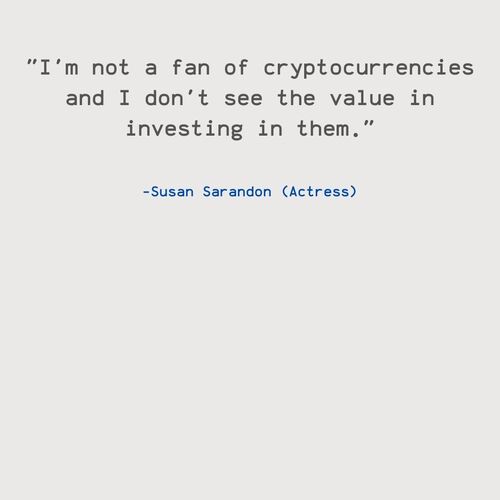 "I'm not a fan of cryptocurrencies
and I don't see the value in
investing in them."
-Susan Sarandon (Actress)